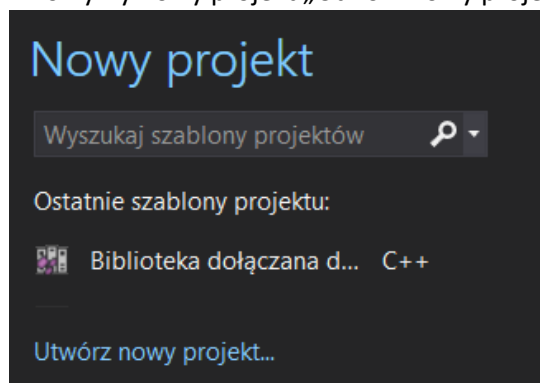 Nowy projekt
Wyszukaj szablony projektów
Ostatnie szablony projektu:
Biblioteka dołączana d... C++
Utwórz nowy projekt...